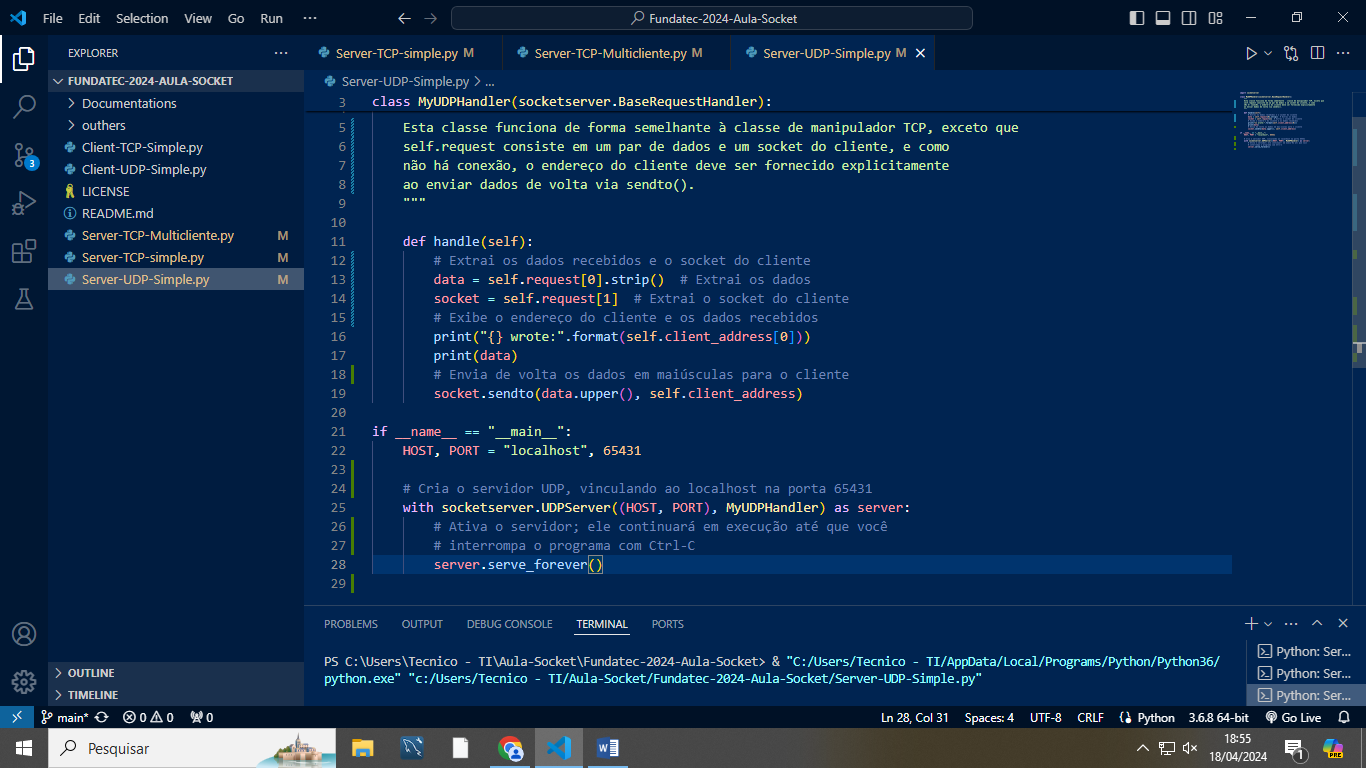 File Edit Selection View Go Run ··· Fundatec-2024-Aula-Socket
EXPLORER ···
FUNDATEC-2024-AULA-SOCKET
Documentations
outhers
Client-TCP-Simple.py
Client-UDP-Simple.py
LICENSE
README.md
Server-TCP-Multicliente.py M
Server-TCP-simple.py M
Server-UDP-Simple.py M
OUTLINE
TIMELINE
3
Server-TCP-simple.py M Server-TCP-Multicliente.py M Server-UDP-Simple.py M
Server-UDP-Simple.py > ...
3 class MyUDPHandler(socketserver.BaseRequestHandler):
5 Esta classe funciona de forma semelhante à classe de manipulador TCP, exceto que
6 self.request consiste em um par de dados e um socket do cliente, e como
7 não há conexão, o endereço do cliente deve ser fornecido explicitamente
8 ao enviar dados de volta via sendto().
9 """
10
11 def handle(self):
12 # Extrai os dados recebidos e o socket do cliente
13 data = self.request[0].strip()  # Extrai os dados
14 socket = self.request[1]  # Extrai o socket do cliente
15 # Exibe o endereço do cliente e os dados recebidos
16 print("{} wrote:".format(self.client_address[0]))
17 print(data)
18 # Envia de volta os dados em maiúsculas para o cliente
19 socket.sendto(data.upper(), self.client_address)
20
21 if __name__ == "__main__":
22 HOST, PORT = "localhost", 65431
23
24 # Cria o servidor UDP, vinculando ao localhost na porta 65431
25 with socketserver.UDPServer((HOST, PORT), MyUDPHandler) as server:
26 # Ativa o servidor; ele continuará em execução até que você
27 # interrompa o programa com Ctrl-C
28 server.serve_forever()
29
PROBLEMS OUTPUT DEBUG CONSOLE TERMINAL PORTS
PS C:\Users\Tecnico - TI\Aula-Socket\Fundatec-2024-Aula-Socket> & "C:/Users/Tecnico - TI/AppData/Local/Programs/Python/Python36/
python.exe" "c:/Users/Tecnico - TI/Aula-Socket/Fundatec-2024-Aula-Socket/Server-UDP-Simple.py"
Python: Ser...
Python: Ser...
Python: Ser...
main* 0 0 0 Ln 28, Col 31 Spaces: 4 UTF-8 CRLF Python 3.6.8 64-bit Go Live
Pesquisar
18:55
18/04/2024
1
PRE